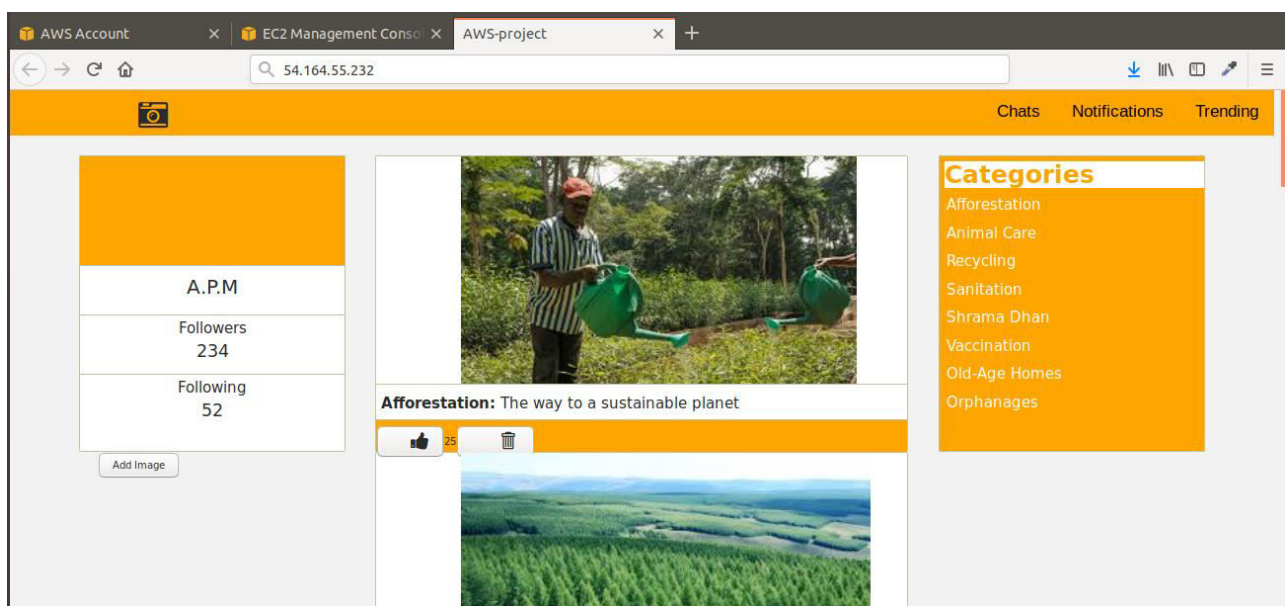 AWS Account
EC2 Management Consol
AWS-project
54.164.55.232
Chats Notifications Trending
A.P.M
Followers
234
Following
52
Add Image
Afforestation: The way to a sustainable planet
25
Categories
Afforestation
Animal Care
Recycling
Sanitation
Shrama Dhan
Vaccination
Old-Age Homes
Orphanages